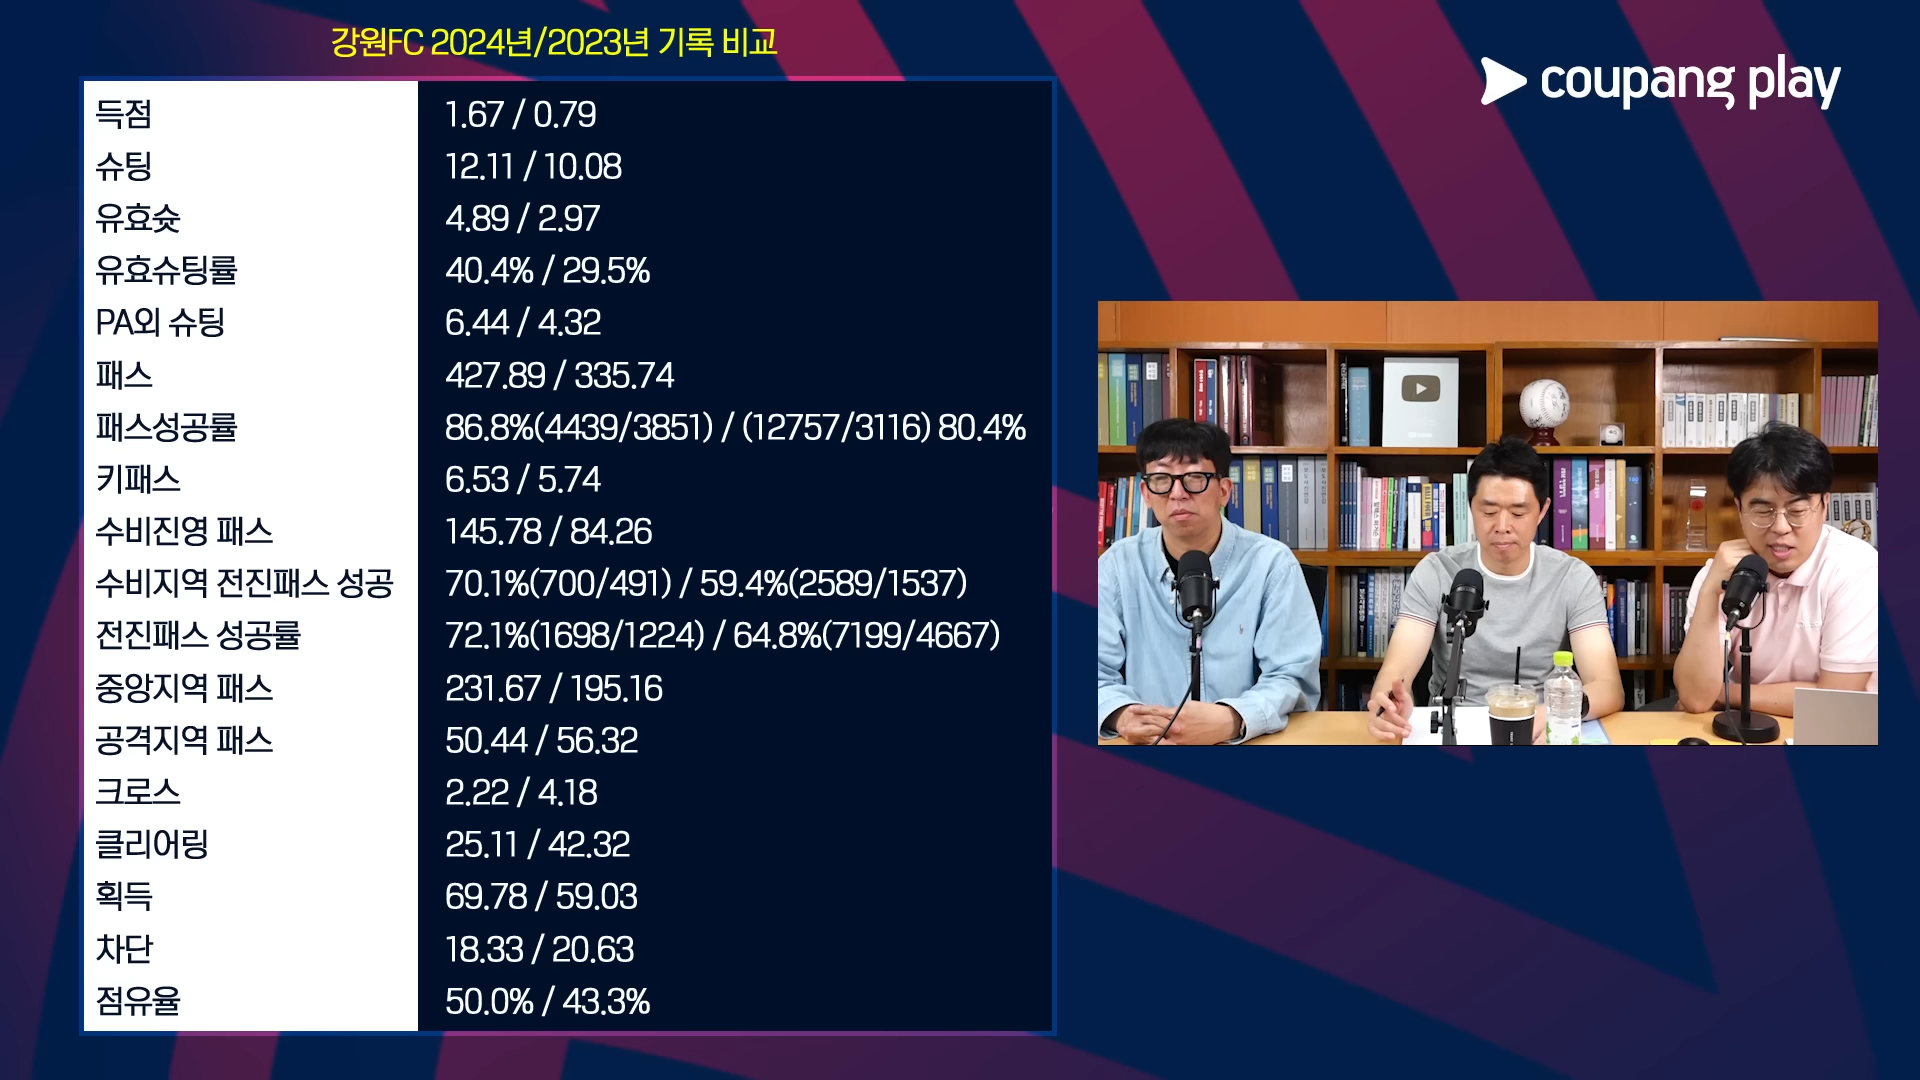 강원FC 2024년/2023년 기록 비교
coupang play
득점 1.67 / 0.79
슈팅 12.11 / 10.08
유효슛 4.89 / 2.97
유효슈팅률 40.4% / 29.5%
PA외 슈팅 6.44 / 4.32
패스 427.89 / 335.74
패스성공률 86.8%(4439/3851) / (12757/3116) 80.4%
키패스 6.53 / 5.74
수비진영 패스 145.78 / 84.26
수비지역 전진패스 성공 70.1%(700/491) / 59.4%(2589/1537)
전진패스 성공률 72.1%(1698/1224) / 64.8%(7199/4667)
중앙지역 패스 231.67 / 195.16
공격지역 패스 50.44 / 56.32
크로스 2.22 / 4.18
클리어링 25.11 / 42.32
획득 69.78 / 59.03
차단 18.33 / 20.63
점유율 50.0% / 43.3%